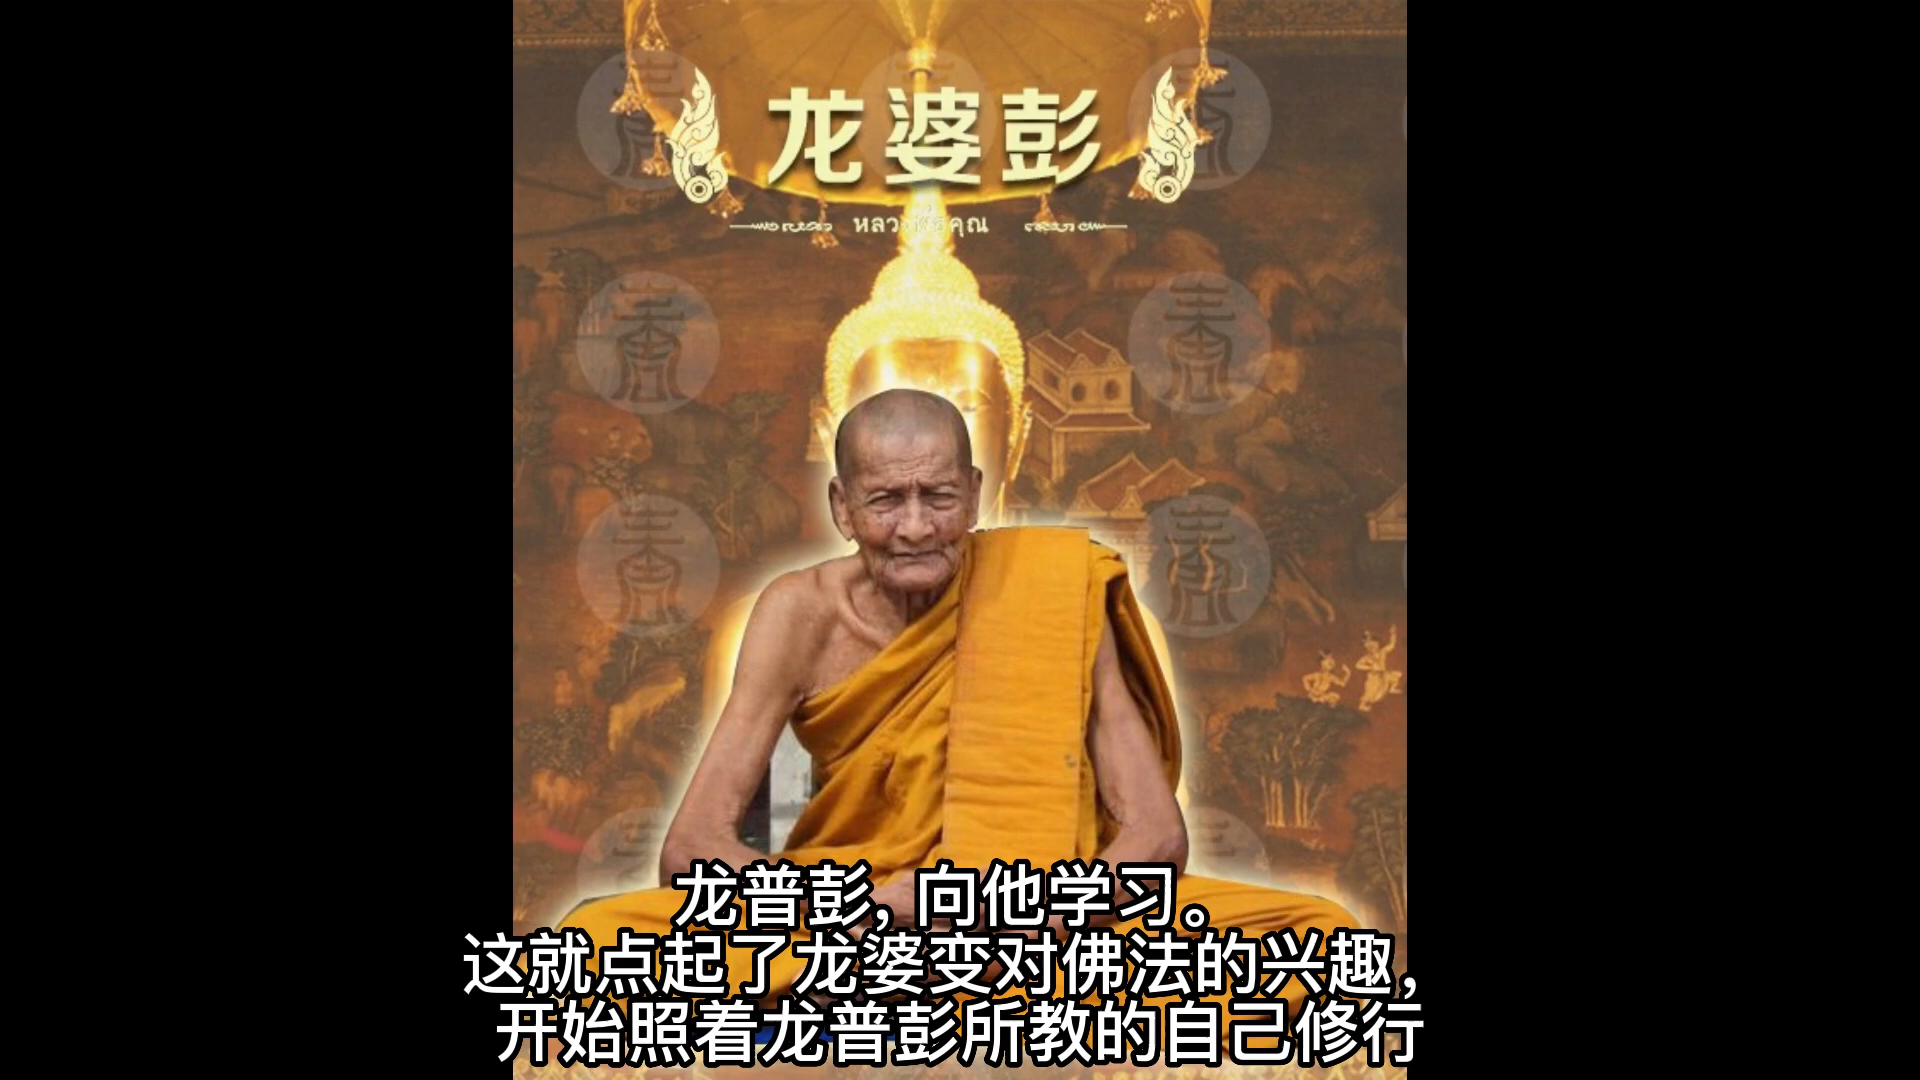 龙婆彭
龙普彭, 向他学习。
这就点起了龙婆变对佛法的兴趣,
开始照着龙普彭所教的自己修行